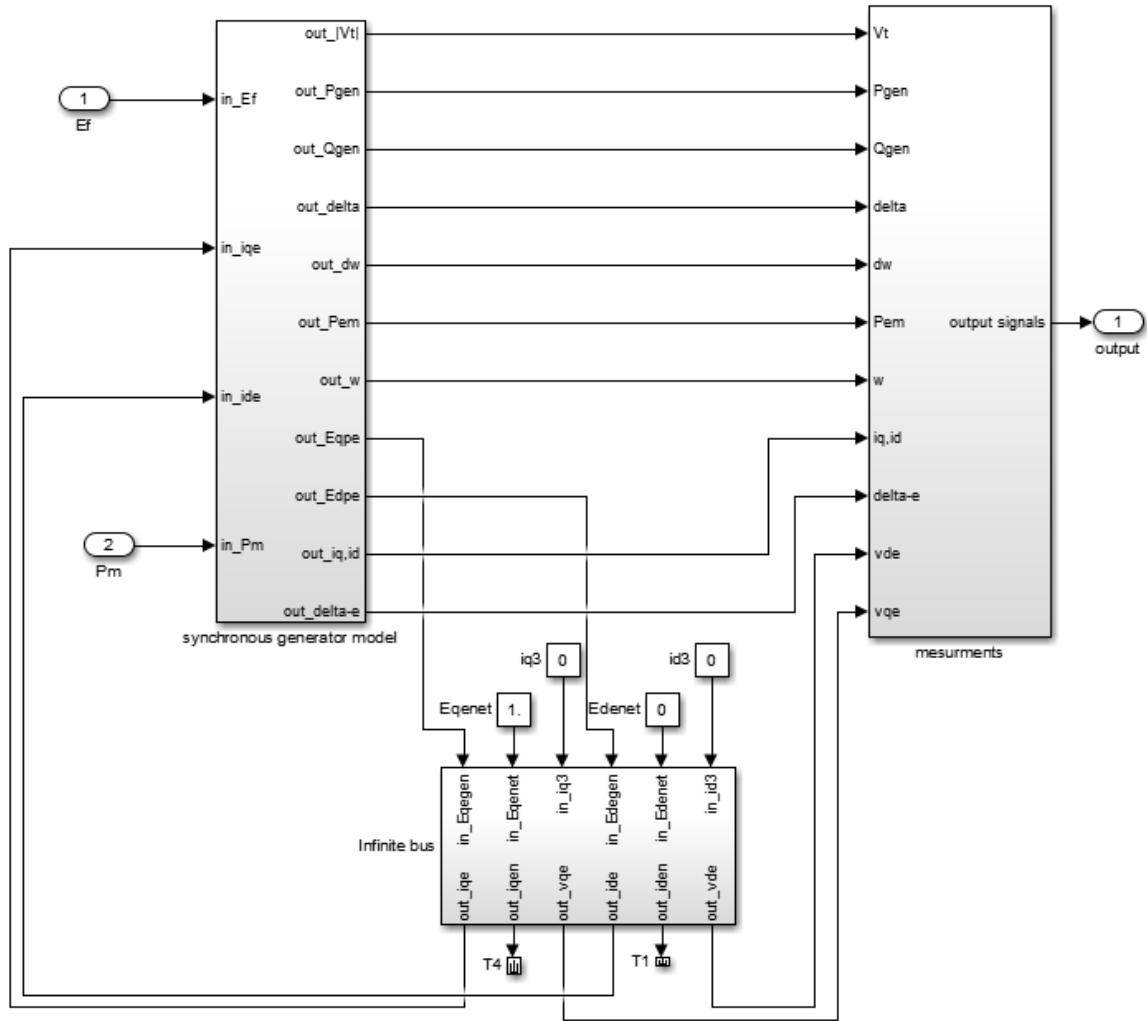 out_|Vt|
Vt
1
Ef
in_Ef
out_Pgen
Pgen
out_Qgen
Qgen
out_delta
delta
in_iqe
out_dw
dw
out_Pem
Pem
output signals
1
output
out_w
w
in_ide
out_Eqpe
iq,id
out_Edpe
delta-e
2
Pm
in_Pm
out_iq,id
vde
out_delta-e
vqe
synchronous generator model
mesurments
iq3
0
id3
0
Eqenet
1.
Edenet
0
in_Eqegen
in_Eqenet
in_iq3
in_Edegen
in_Edenet
in_id3
Infinite bus
out_iqe
out_iqen
out_vqe
out_ide
out_iden
out_vde
T4
T1